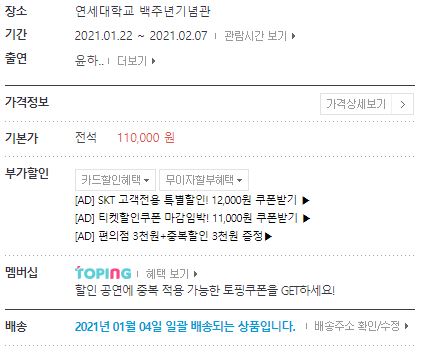 장소 연세대학교 백주년기념관
기간 2021.01.22 ~ 2021.02.07 관람시간 보기
출연 윤하.. 더보기
가격정보 가격상세보기
기본가 전석 110,000 원
부가할인 카드할인혜택 무이자할부혜택
[AD] SKT 고객전용 특별할인! 12,000원 쿠폰받기 ▶
[AD] 티켓할인쿠폰 마감임박! 11,000원 쿠폰받기 ▶
[AD] 편의점 3천원+중복할인 3천원 증정▶
멤버십 TOPING 혜택 보기
할인 공연에 중복 적용 가능한 토핑쿠폰을 GET하세요!
배송 2021년 01월 04일 일괄 배송되는 상품입니다. 배송주소 확인/수정